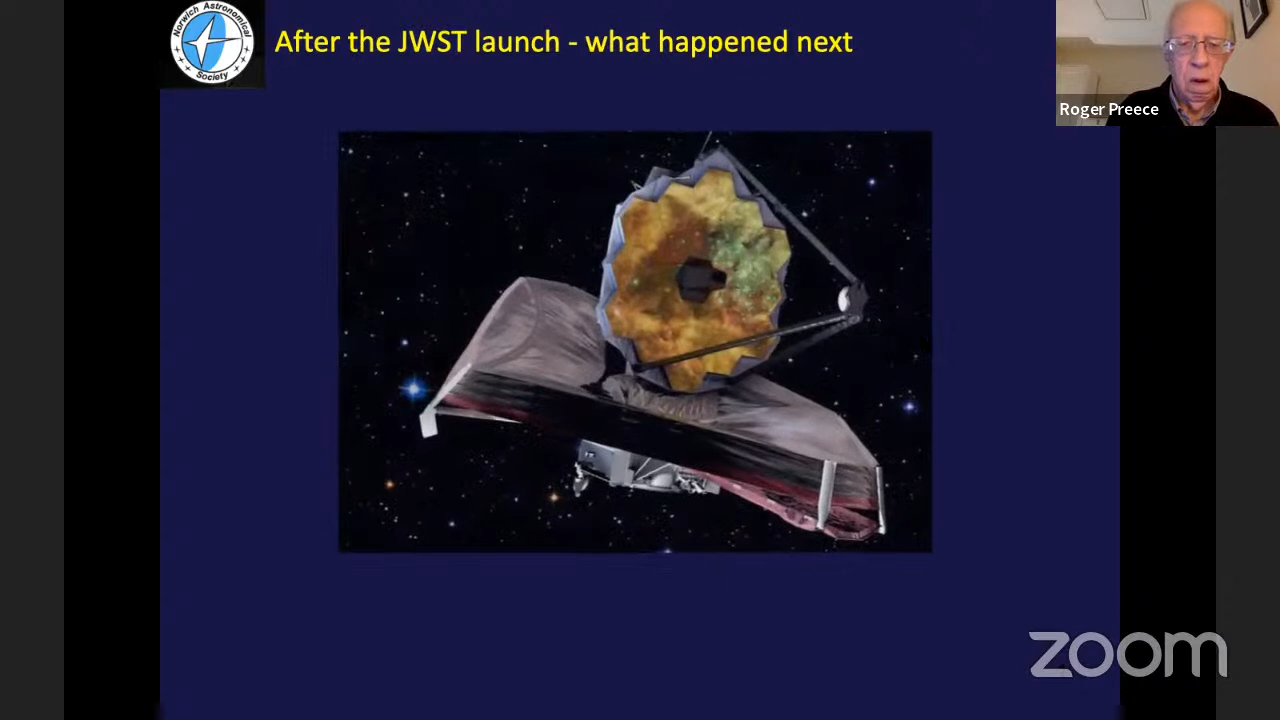 Norwich Astronomical
Society
After the JWST launch - what happened next
Roger Preece
zoom